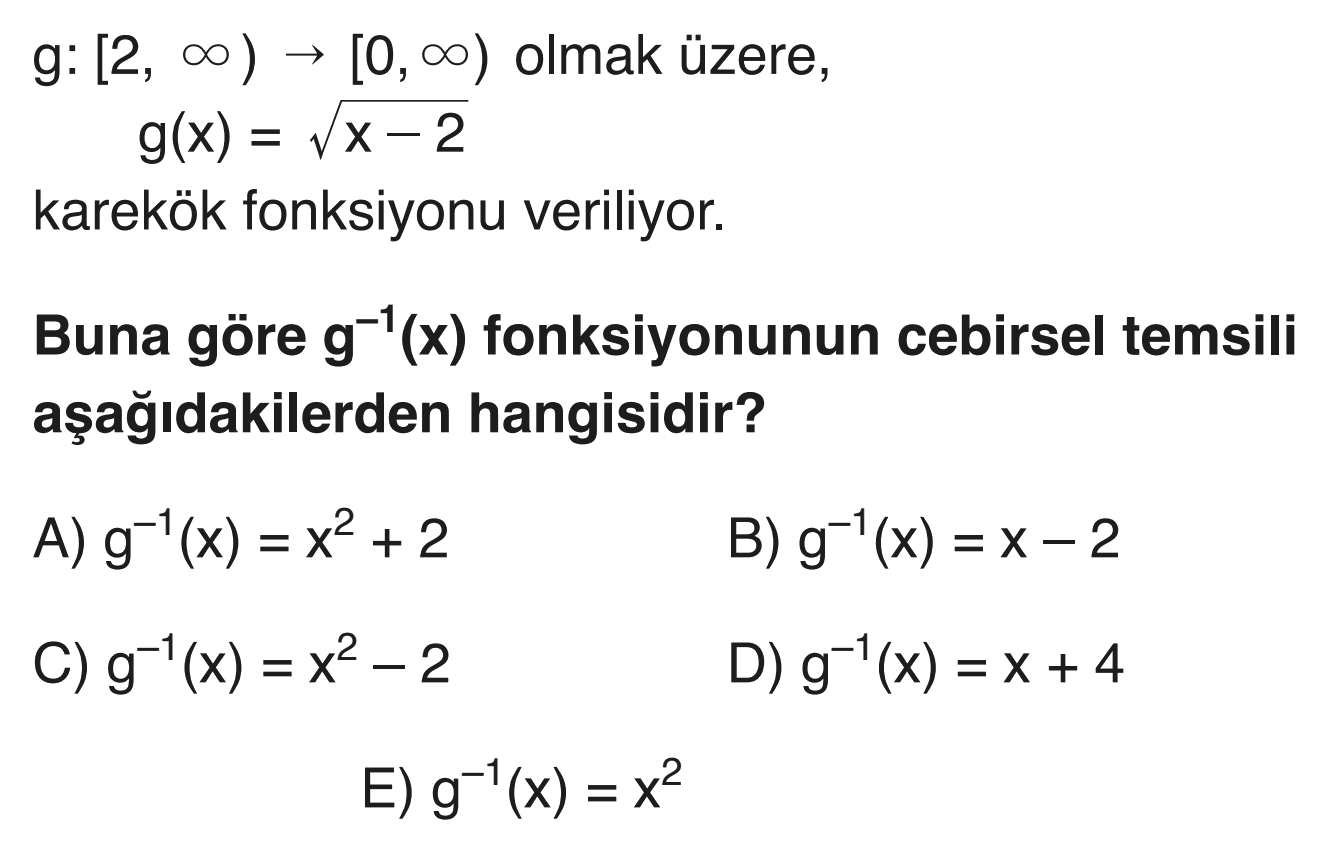 g: [2, ∞) → [0, ∞) olmak üzere,
g(x) = √(x – 2)
karekök fonksiyonu veriliyor.
Buna göre g⁻¹(x) fonksiyonunun cebirsel temsili
aşağıdakilerden hangisidir?
A) g⁻¹(x) = x² + 2 B) g⁻¹(x) = x – 2
C) g⁻¹(x) = x² – 2 D) g⁻¹(x) = x + 4
E) g⁻¹(x) = x²